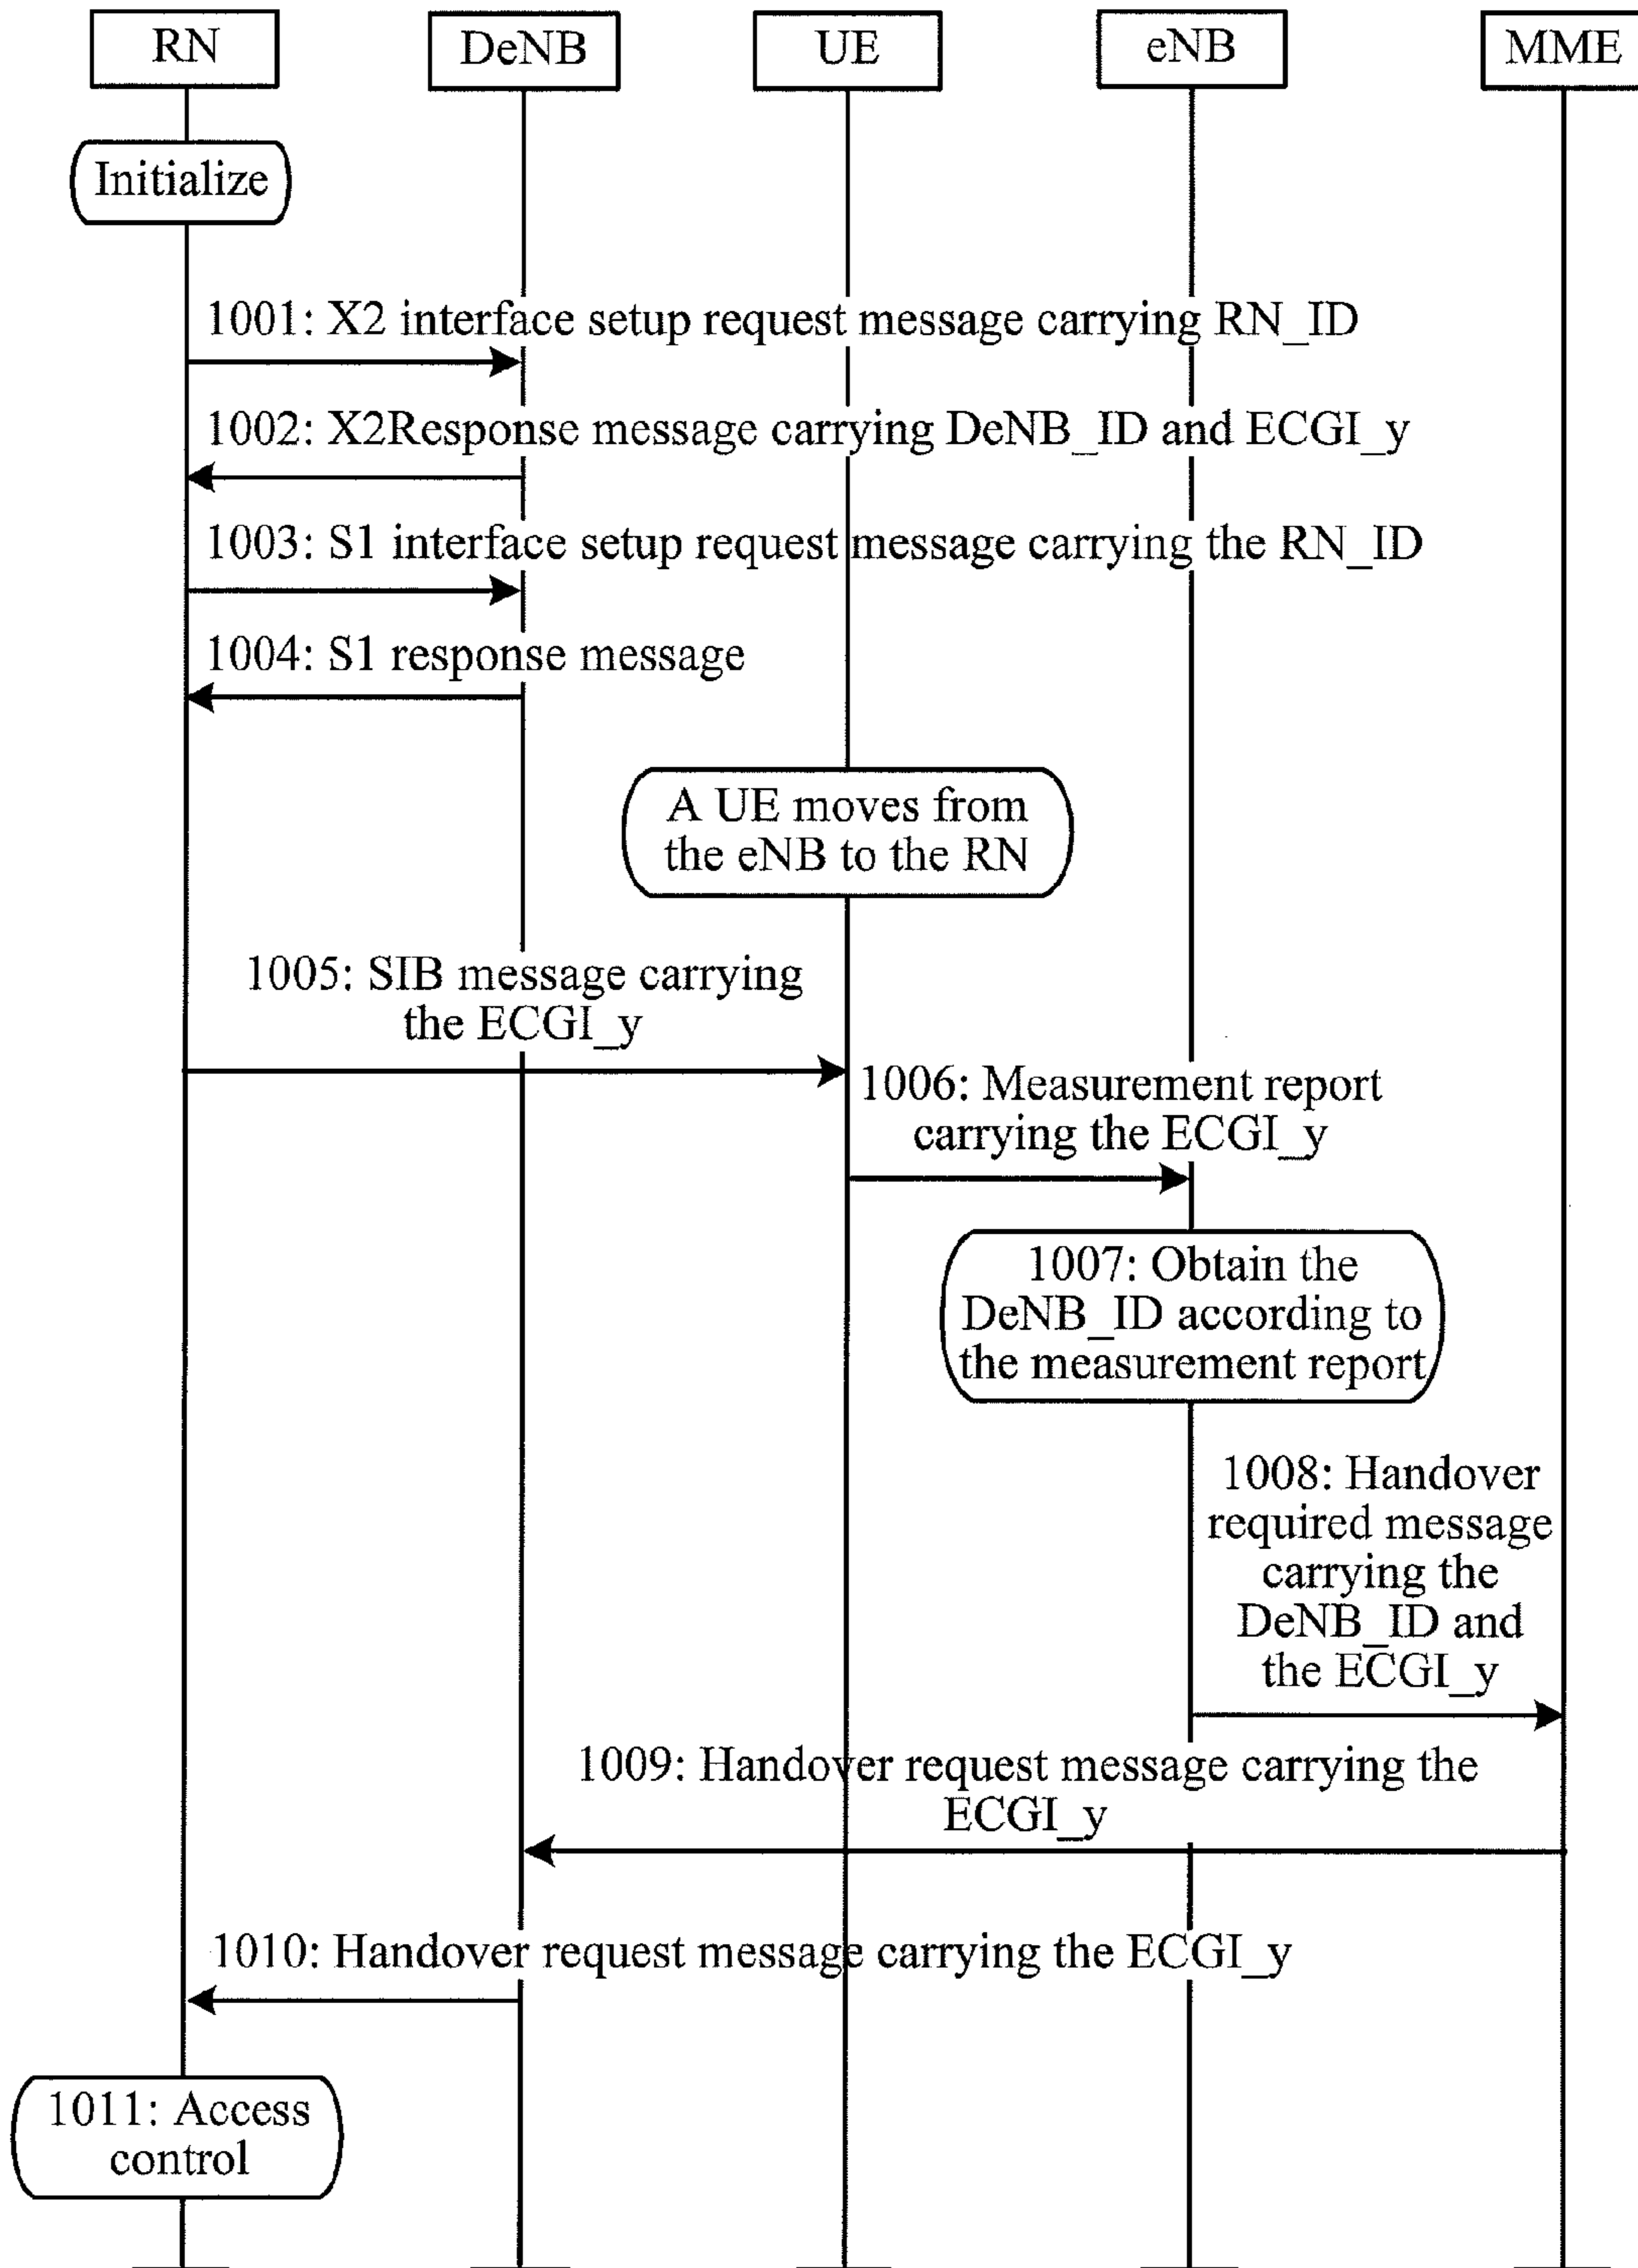 RN DeNB UE eNB MME
Initialize
1001: X2 interface setup request message carrying RN_ID
1002: X2Response message carrying DeNB_ID and ECGI_y
1003: S1 interface setup request message carrying the RN_ID
1004: S1 response message
A UE moves from
the eNB to the RN
1005: SIB message carrying
the ECGI_y
1006: Measurement report
carrying the ECGI_y
1007: Obtain the
DeNB_ID according to
the measurement report
1008: Handover
required message
carrying the
DeNB_ID and
the ECGI_y
1009: Handover request message carrying the
ECGI_y
1010: Handover request message carrying the ECGI_y
1011: Access
control